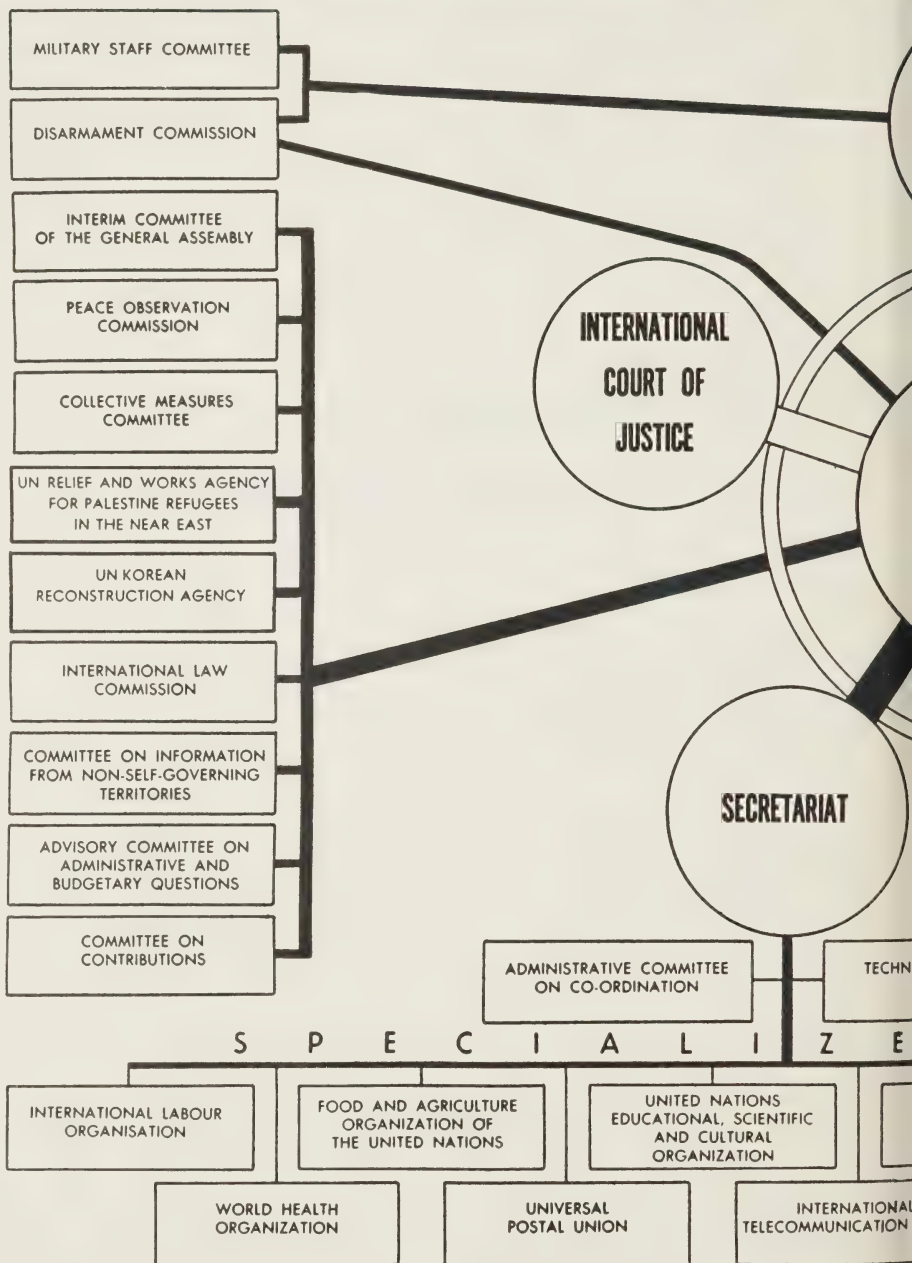 MILITARY STAFF COMMITTEE
DISARMAMENT COMMISSION
INTERIM COMMITTEE
OF THE GENERAL ASSEMBLY
PEACE OBSERVATION
COMMISSION
COLLECTIVE MEASURES
COMMITTEE
UN RELIEF AND WORKS AGENCY
FOR PALESTINE REFUGEES
IN THE NEAR EAST
UN KOREAN
RECONSTRUCTION AGENCY
INTERNATIONAL LAW
COMMISSION
COMMITTEE ON INFORMATION
FROM NON-SELF-GOVERNING
TERRITORIES
ADVISORY COMMITTEE ON
ADMINISTRATIVE AND
BUDGETARY QUESTIONS
COMMITTEE ON
CONTRIBUTIONS
INTERNATIONAL
COURT OF
JUSTICE
SECRETARIAT
ADMINISTRATIVE COMMITTEE
ON CO-ORDINATION
TECHN
S P E C I A L I Z E
INTERNATIONAL LABOUR
ORGANISATION
FOOD AND AGRICULTURE
ORGANIZATION OF
THE UNITED NATIONS
UNITED NATIONS
EDUCATIONAL, SCIENTIFIC
AND CULTURAL
ORGANIZATION
WORLD HEALTH
ORGANIZATION
UNIVERSAL
POSTAL UNION
INTERNATIONAL
TELECOMMUNICATION